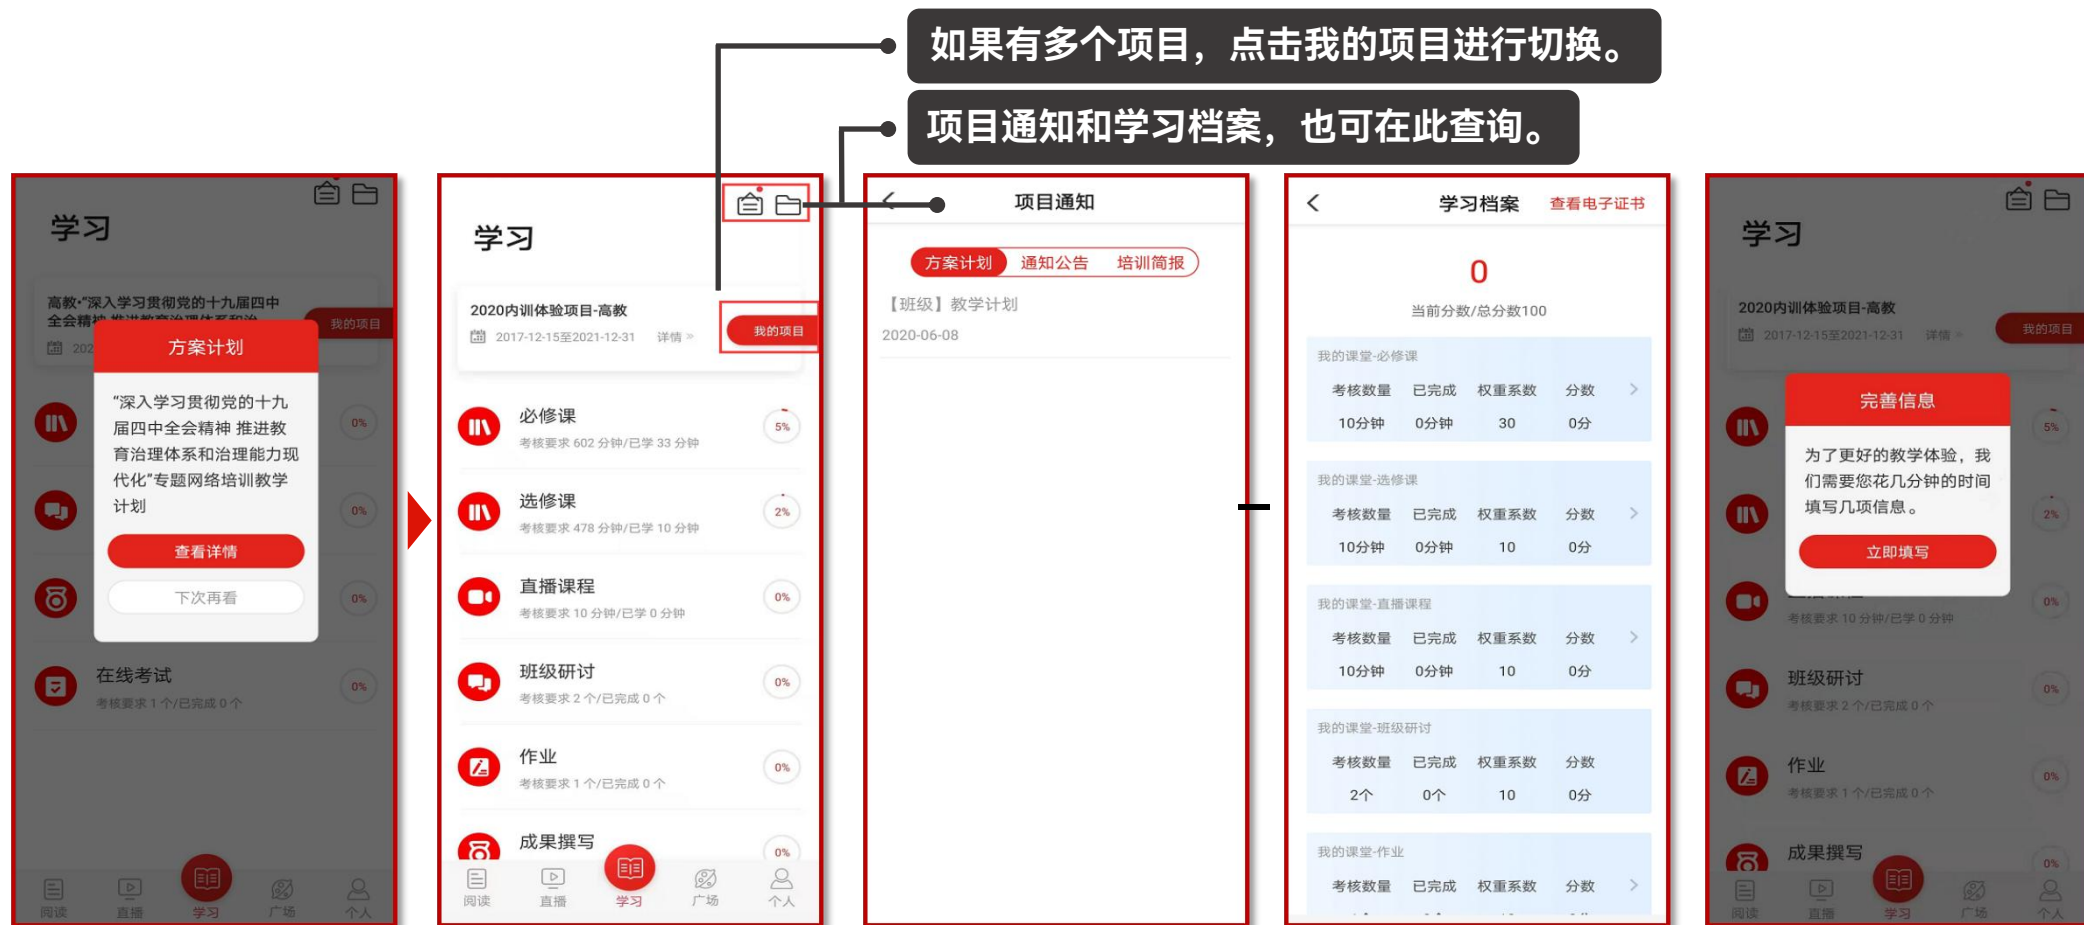 如果有多个项目，点击我的项目进行切换。
项目通知和学习档案，也可在此查询。
学习
高教·“深入学习贯彻党的十九届四中
我的项目
202
方案计划
“深入学习贯彻党的十九
届四中全会精神 推进教
育治理体系和治理能力现
代化”专题网络培训教学
计划
查看详情
下次再看
0%
0%
0%
在线考试
考核要求 1 个/已完成 0 个
0%
阅读
直播
学习
广场
个人
学习
2020内训体验项目-高教
2017-12-15至2021-12-31 详情 »
我的项目
必修课
考核要求 602 分钟/已学 33 分钟
5%
选修课
考核要求 478 分钟/已学 10 分钟
2%
直播课程
考核要求 10 分钟/已学 0 分钟
0%
班级研讨
考核要求 2 个/已完成 0 个
0%
作业
考核要求 1 个/已完成 0 个
0%
成果撰写
0%
阅读
直播
学习
广场
个人
项目通知
方案计划 通知公告 培训简报
【班级】教学计划
2020-06-08
学习档案 查看电子证书
0
当前分数/总分数100
我的课堂-必修课
考核数量 已完成 权重系数 分数
10分钟 0分钟 30 0分
我的课堂-选修课
考核数量 已完成 权重系数 分数
10分钟 0分钟 10 0分
我的课堂-直播课程
考核数量 已完成 权重系数 分数
10分钟 0分钟 10 0分
我的课堂-班级研讨
考核数量 已完成 权重系数 分数
2个 0个 10 0分
我的课堂-作业
考核数量 已完成 权重系数 分数
学习
2020内训体验项目-高教
2017-12-15至2021-12-31 详情 »
我的项目
完善信息
为了更好的教学体验，我
们需要您花几分钟的时间
填写几项信息。
立即填写
5%
2%
考核要求 10 分钟/已学 0 分钟
0%
班级研讨
考核要求 2 个/已完成 0 个
0%
作业
考核要求 1 个/已完成 0 个
0%
成果撰写
0%
阅读
直播
学习
广场
个人